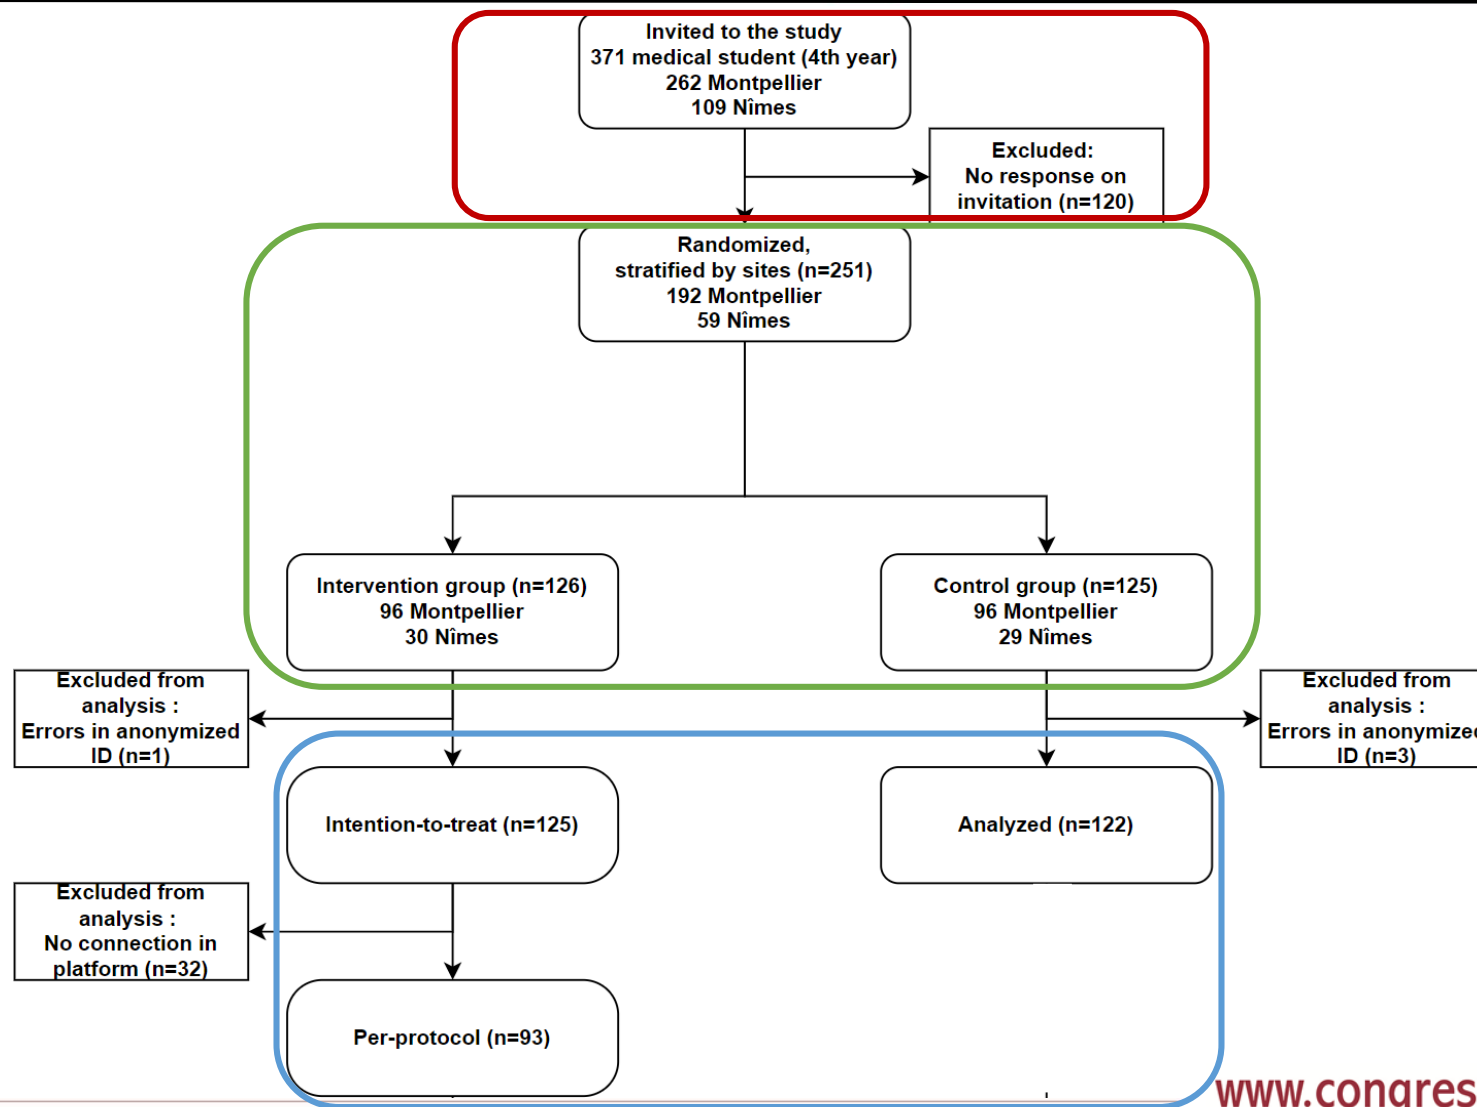 Invited to the study
371 medical student (4th year)
262 Montpellier
109 Nîmes
Excluded:
No response on
invitation (n=120)
Randomized,
stratified by sites (n=251)
192 Montpellier
59 Nîmes
Intervention group (n=126)
96 Montpellier
30 Nîmes
Control group (n=125)
96 Montpellier
29 Nîmes
Excluded from
analysis :
Errors in anonymized
ID (n=1)
Excluded from
analysis :
Errors in anonymized
ID (n=3)
Intention-to-treat (n=125)
Analyzed (n=122)
Excluded from
analysis :
No connection in
platform (n=32)
Per-protocol (n=93)
www.congres